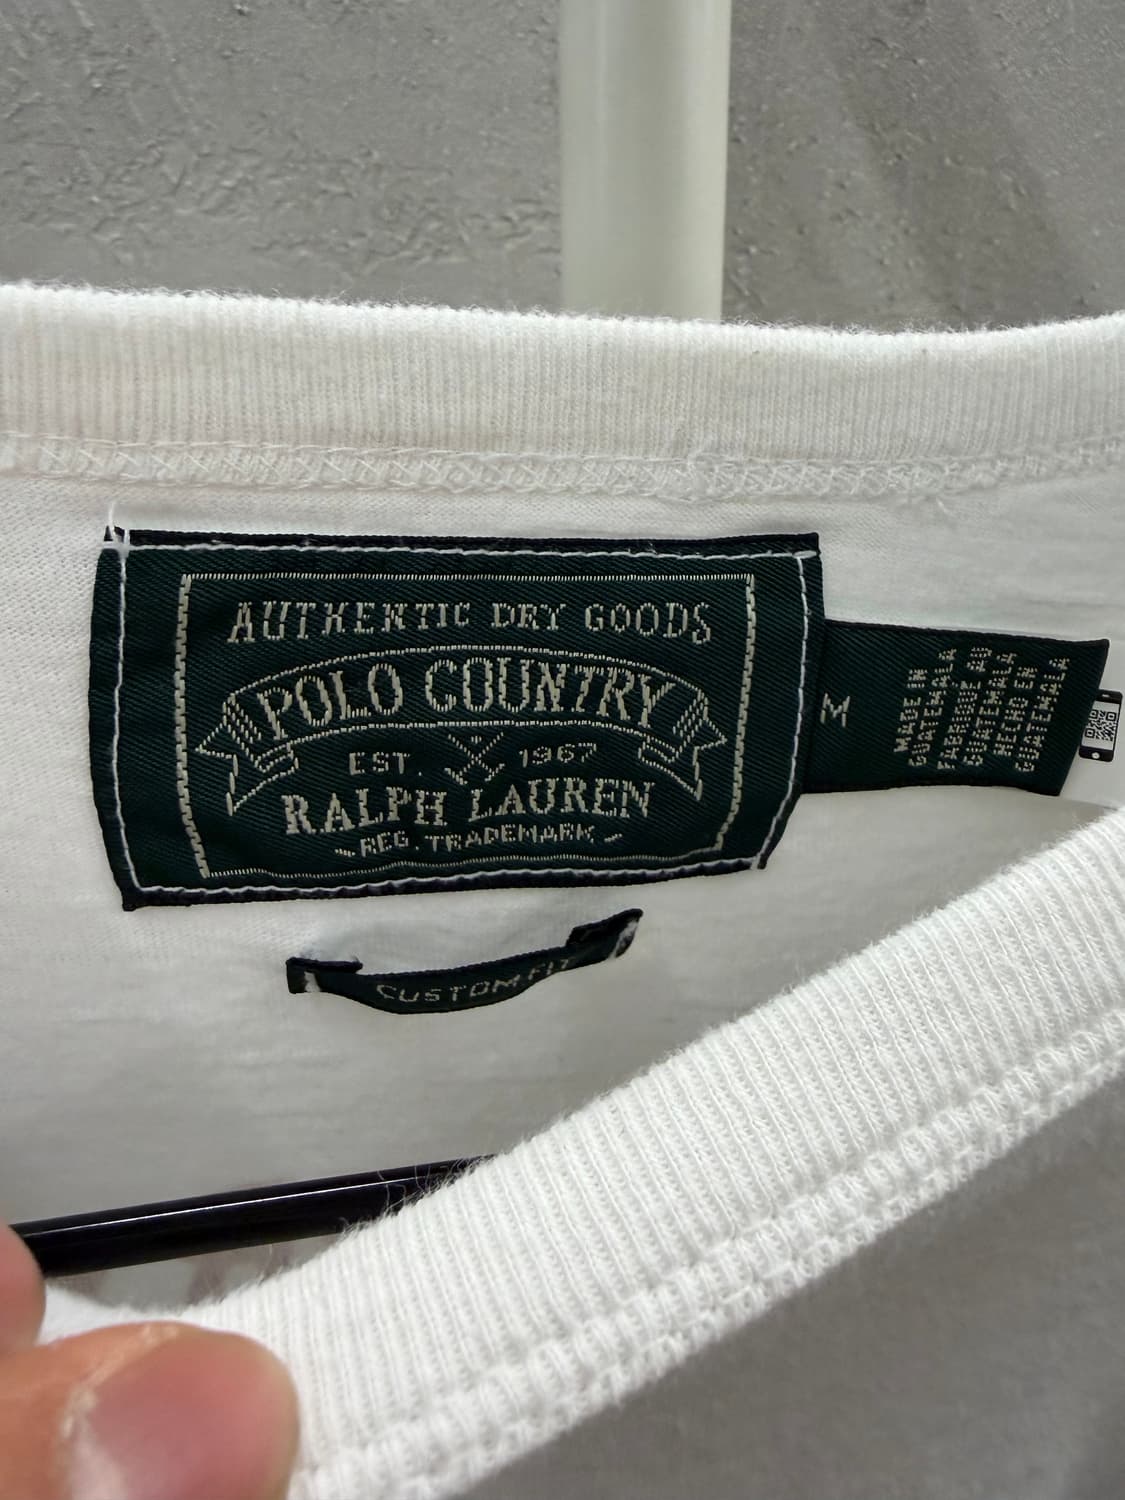 AUTHENTIC DRY GOODS
POLO COUNTRY
EST. 1967
RALPH LAUREN
REG. TRADEMARK
M
MADE IN
GUATEMALA
FABRIQUE AU
GUATEMALA
HECHO EN
GUATEMALA
CUSTOM FIT